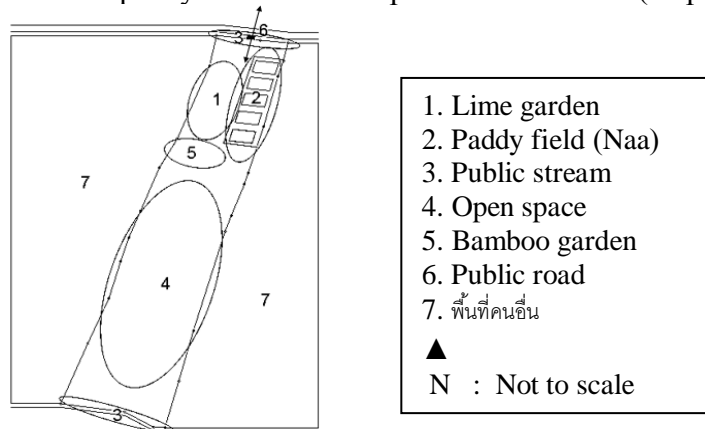 6
3
1
2
5
7
4
7
3
1. Lime garden
2. Paddy field (Naa)
3. Public stream
4. Open space
5. Bamboo garden
6. Public road
7. พื้นที่คนอื่น
▲
N : Not to scale